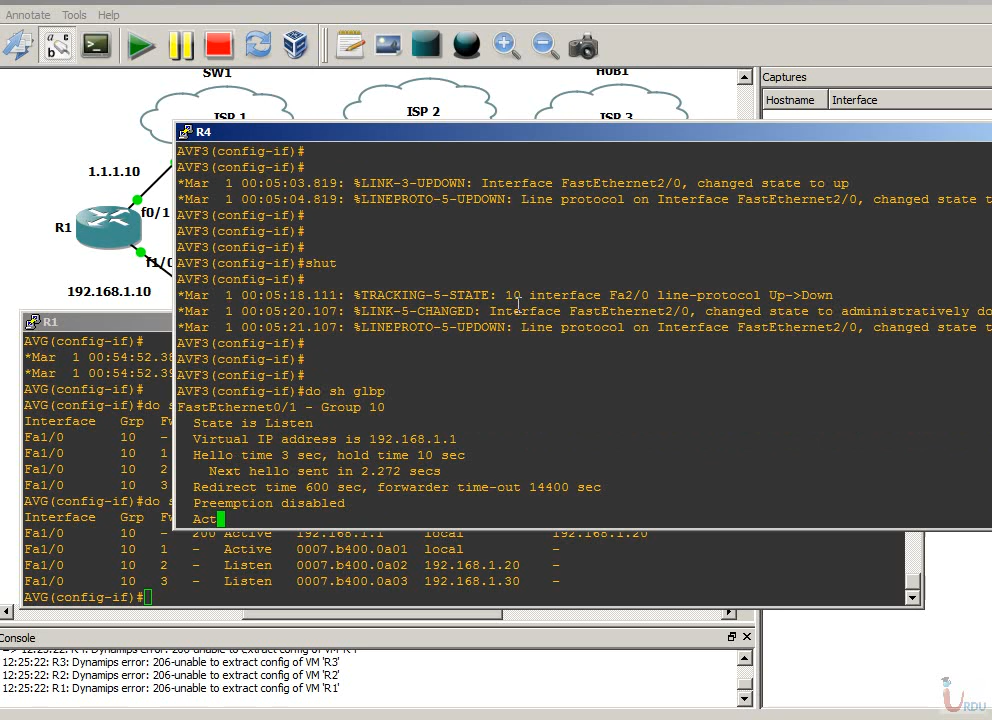 Annotate Tools Help
SW1
HUB1
ISP 1
ISP 2
ISP 3
Captures
Hostname Interface
1.1.1.10
f0/1
R1
f1/0
192.168.1.10
R4
AVF3(config-if)#
AVF3(config-if)#
*Mar  1 00:05:03.819: %LINK-3-UPDOWN: Interface FastEthernet2/0, changed state to up
*Mar  1 00:05:04.819: %LINEPROTO-5-UPDOWN: Line protocol on Interface FastEthernet2/0, changed state t
AVF3(config-if)#
AVF3(config-if)#
AVF3(config-if)#
AVF3(config-if)#shut
AVF3(config-if)#
*Mar  1 00:05:18.111: %TRACKING-5-STATE: 10 interface Fa2/0 line-protocol Up->Down
*Mar  1 00:05:20.107: %LINK-5-CHANGED: Interface FastEthernet2/0, changed state to administratively do
*Mar  1 00:05:21.107: %LINEPROTO-5-UPDOWN: Line protocol on Interface FastEthernet2/0, changed state t
AVF3(config-if)#
AVF3(config-if)#
AVF3(config-if)#
AVF3(config-if)#do sh glbp
FastEthernet0/1 - Group 10
State is Listen
Virtual IP address is 192.168.1.1
Hello time 3 sec, hold time 10 sec
Next hello sent in 2.272 secs
Redirect time 600 sec, forwarder time-out 14400 sec
Preemption disabled
Act
R1
AVG(config-if)#
*Mar  1 00:54:52.38
*Mar  1 00:54:52.39
AVG(config-if)#
AVG(config-if)#do s
Interface Grp Fw
Fa1/0 10 -
Fa1/0 10 1
Fa1/0 10 2
Fa1/0 10 3
AVG(config-if)#do s
Interface Grp Fw
Fa1/0 10 - 200 Active 192.168.1.1 local 192.168.1.20
Fa1/0 10 1 - Active 0007.b400.0a01 local -
Fa1/0 10 2 - Listen 0007.b400.0a02 192.168.1.20 -
Fa1/0 10 3 - Listen 0007.b400.0a03 192.168.1.30 -
AVG(config-if)#
Console
=> 12:25:22: R4: Dynamips error: 206-unable to extract config of VM 'R4'
12:25:22: R3: Dynamips error: 206-unable to extract config of VM 'R3'
12:25:22: R2: Dynamips error: 206-unable to extract config of VM 'R2'
12:25:22: R1: Dynamips error: 206-unable to extract config of VM 'R1'
URDU